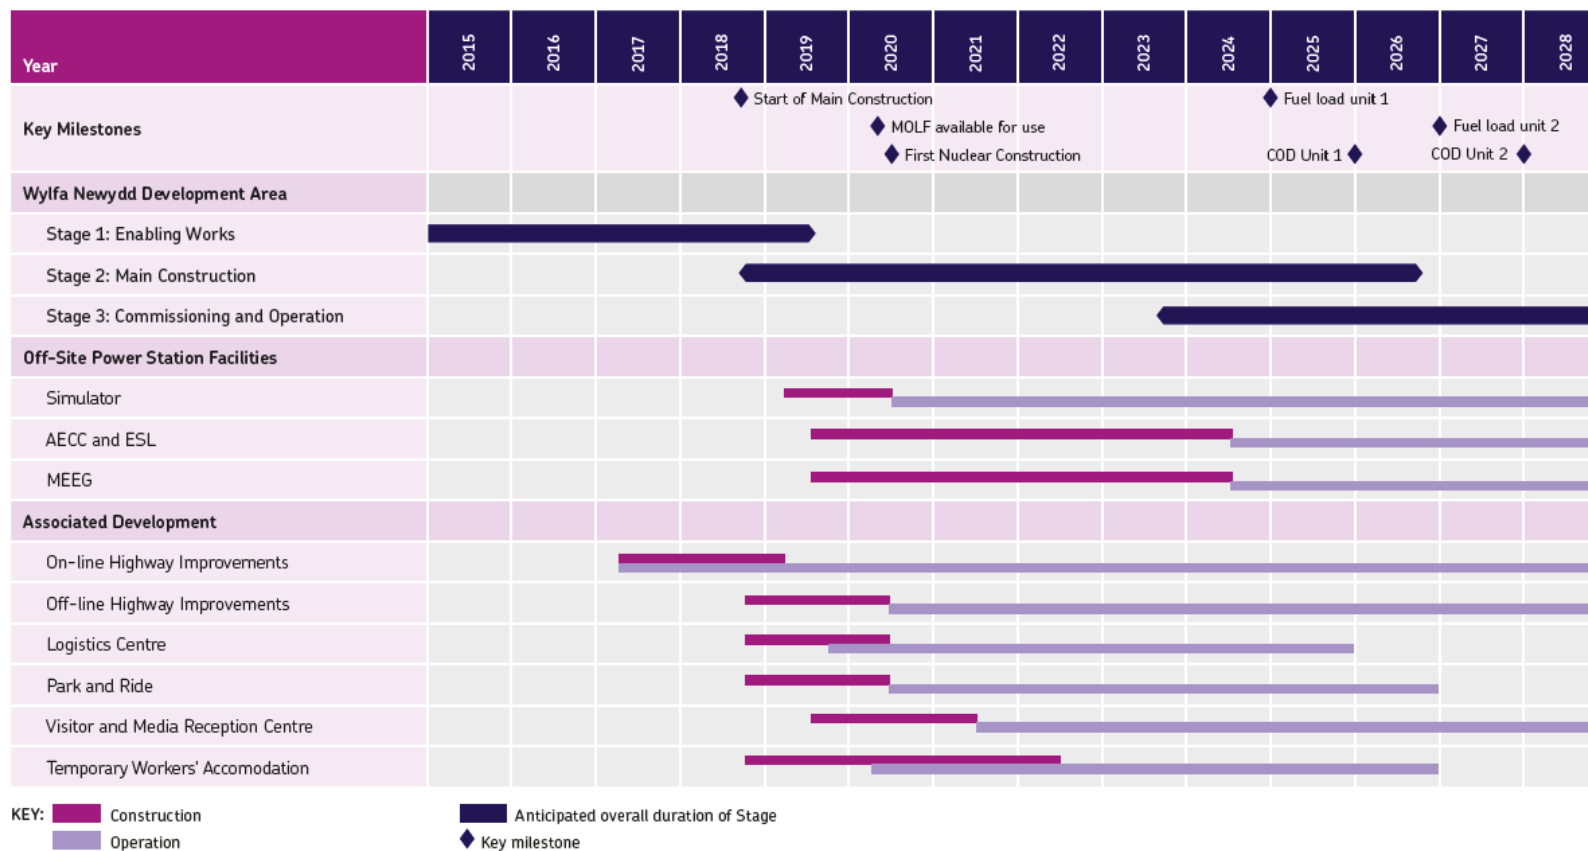 Year 2015 2016 2017 2018 2019 2020 2021 2022 2023 2024 2025 2026 2027 2028
Key Milestones
Start of Main Construction
Fuel load unit 1
MOLF available for use
Fuel load unit 2
First Nuclear Construction
COD Unit 1
COD Unit 2
Wylfa Newydd Development Area
Stage 1: Enabling Works
Stage 2: Main Construction
Stage 3: Commissioning and Operation
Off-Site Power Station Facilities
Simulator
AECC and ESL
MEEG
Associated Development
On-line Highway Improvements
Off-line Highway Improvements
Logistics Centre
Park and Ride
Visitor and Media Reception Centre
Temporary Workers' Accomodation
KEY:
Construction
Anticipated overall duration of Stage
Operation
Key milestone